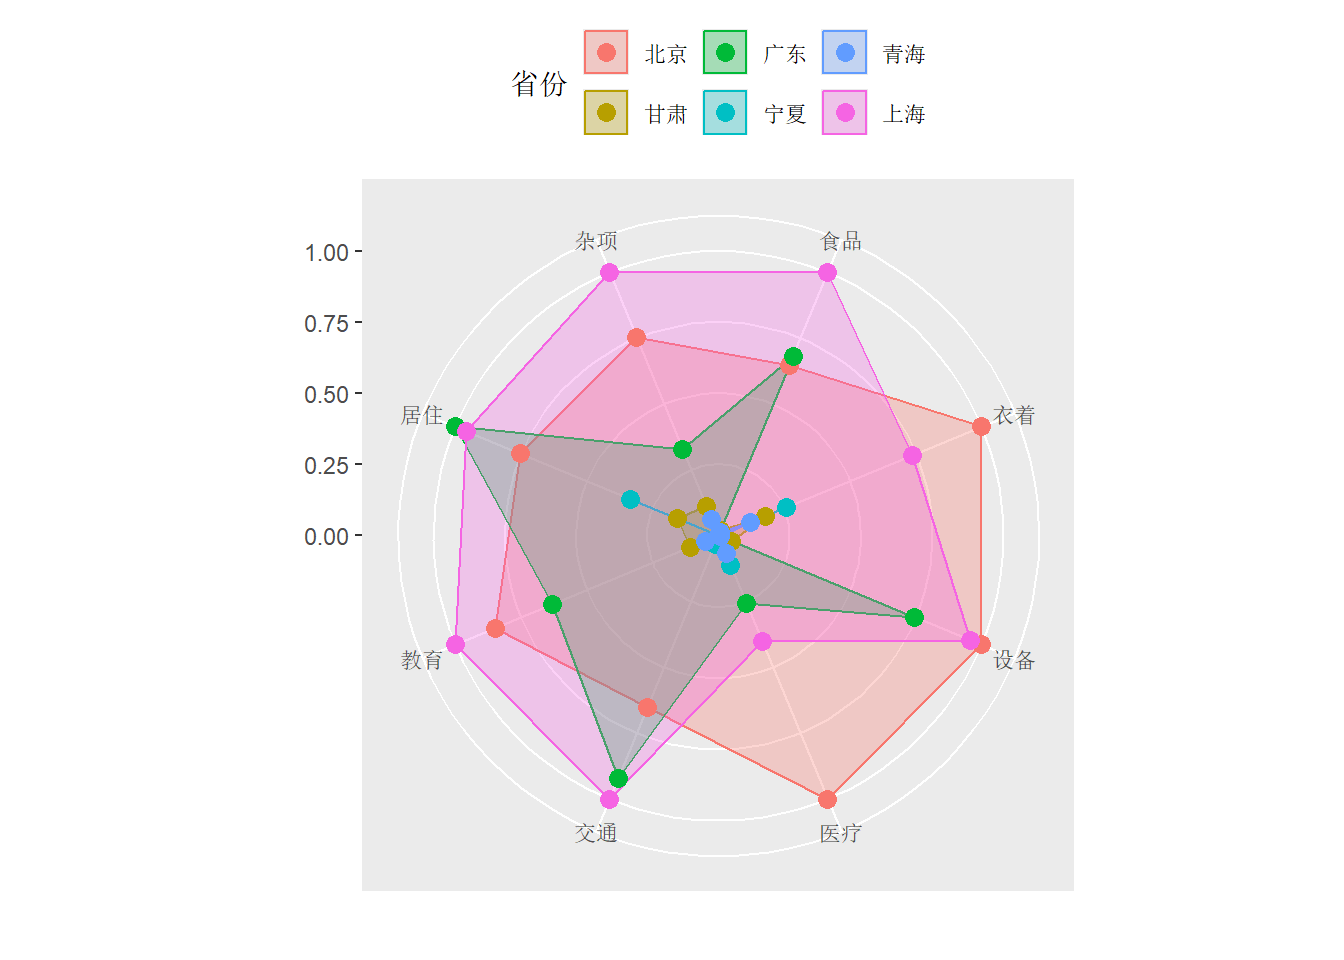 省份
北京 广东 青海
甘肃 宁夏 上海
杂项 食品
1.00
0.75
0.50
居住 衣着
0.25
0.00
教育 设备
交通 医疗